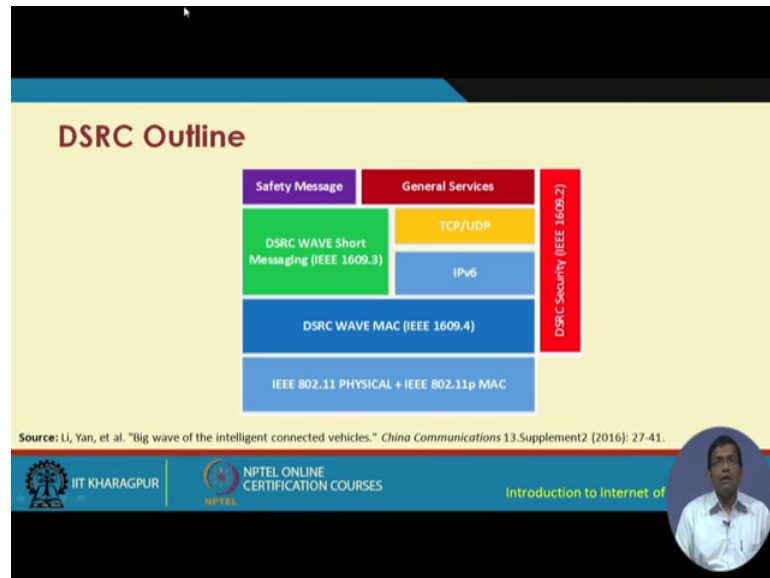 DSRC Outline
Safety Message
General Services
DSRC WAVE Short
Messaging (IEEE 1609.3)
TCP/UDP
IPv6
DSRC Security (IEEE 1609.2)
DSRC WAVE MAC (IEEE 1609.4)
IEEE 802.11 PHYSICAL + IEEE 802.11p MAC
Source: Li, Yan, et al. "Big wave of the intelligent connected vehicles." China Communications 13.Supplement2 (2016): 27-41.
IIT KHARAGPUR
NPTEL
NPTEL ONLINE
CERTIFICATION COURSES
Introduction to Internet of